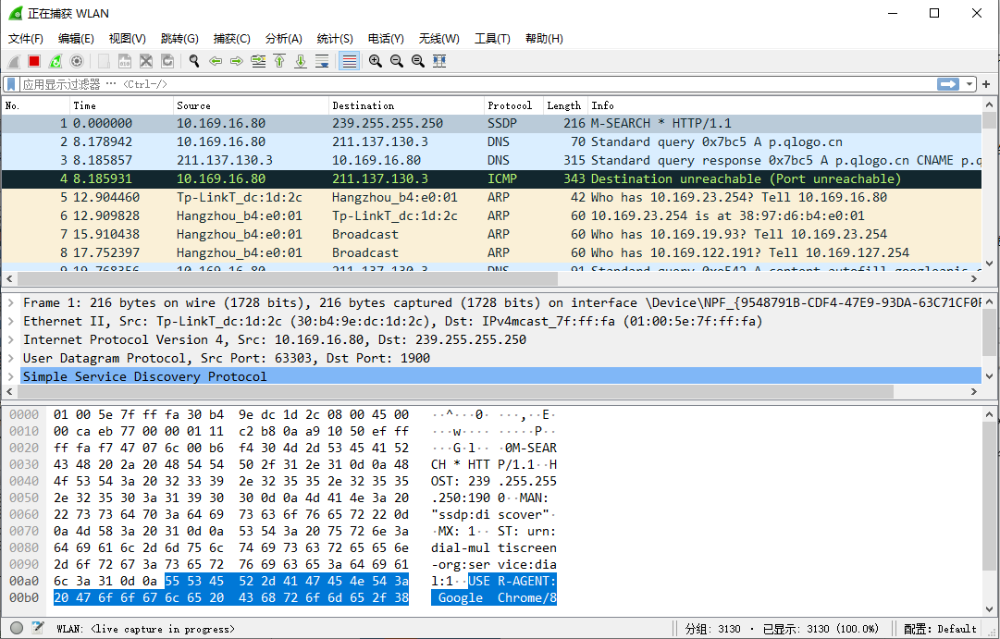 正在捕获 WLAN
文件(F) 编辑(E) 视图(V) 跳转(G) 捕获(C) 分析(A) 统计(S) 电话(Y) 无线(W) 工具(T) 帮助(H)
应用显示过滤器 … <Ctrl-/>
No. Time Source Destination Protocol Length Info
1 0.000000 10.169.16.80 239.255.255.250 SSDP 216 M-SEARCH * HTTP/1.1
2 8.178942 10.169.16.80 211.137.130.3 DNS 70 Standard query 0x7bc5 A p.qlogo.cn
3 8.185857 211.137.130.3 10.169.16.80 DNS 315 Standard query response 0x7bc5 A p.qlogo.cn CNAME p.q
4 8.185931 10.169.16.80 211.137.130.3 ICMP 343 Destination unreachable (Port unreachable)
5 12.904460 Tp-LinkT_dc:1d:2c Hangzhou_b4:e0:01 ARP 42 Who has 10.169.23.254? Tell 10.169.16.80
6 12.909828 Hangzhou_b4:e0:01 Tp-LinkT_dc:1d:2c ARP 60 10.169.23.254 is at 38:97:d6:b4:e0:01
7 15.910438 Hangzhou_b4:e0:01 Broadcast ARP 60 Who has 10.169.19.93? Tell 10.169.23.254
8 17.752397 Hangzhou_b4:e0:01 Broadcast ARP 60 Who has 10.169.122.191? Tell 10.169.127.254
9 19.768356 10.169.16.80 211.137.130.3 DNS 91 Standard query 0xe542 A content-autofill.googleapis.c
Frame 1: 216 bytes on wire (1728 bits), 216 bytes captured (1728 bits) on interface \Device\NPF_{9548791B-CDF4-47E9-93DA-63C71CF0F
Ethernet II, Src: Tp-LinkT_dc:1d:2c (30:b4:9e:dc:1d:2c), Dst: IPv4mcast_7f:ff:fa (01:00:5e:7f:ff:fa)
Internet Protocol Version 4, Src: 10.169.16.80, Dst: 239.255.255.250
User Datagram Protocol, Src Port: 63303, Dst Port: 1900
Simple Service Discovery Protocol
0000 01 00 5e 7f ff fa 30 b4 9e dc 1d 2c 08 00 45 00 ··^···0· ···,··E·
0010 00 ca eb 77 00 00 01 11 c2 b8 0a a9 10 50 ef ff ···w···· ·····P··
0020 ff fa f7 47 07 6c 00 b6 f4 30 4d 2d 53 45 41 52 ···G·l·· ·0M-SEAR
0030 43 48 20 2a 20 48 54 54 50 2f 31 2e 31 0d 0a 48 CH * HTT P/1.1··H
0040 4f 53 54 3a 20 32 33 39 2e 32 35 35 2e 32 35 35 OST: 239 .255.255
0050 2e 32 35 30 3a 31 39 30 30 0d 0a 4d 41 4e 3a 20 .250:190 0··MAN:
0060 22 73 73 64 70 3a 64 69 73 63 6f 76 65 72 22 0d "ssdp:di scover"·
0070 0a 4d 58 3a 20 31 0d 0a 53 54 3a 20 75 72 6e 3a ·MX: 1·· ST: urn:
0080 64 69 61 6c 2d 6d 75 6c 74 69 73 63 72 65 65 6e dial-mul tiscreen
0090 2d 6f 72 67 3a 73 65 72 76 69 63 65 3a 64 69 61 -org:ser vice:dia
00a0 6c 3a 31 0d 0a 55 53 45 52 2d 41 47 45 4e 54 3a l:1··USE R-AGENT:
00b0 20 47 6f 6f 67 6c 65 20 43 68 72 6f 6d 65 2f 38 Google Chrome/8
WLAN: <live capture in progress> 分组: 3130 · 已显示: 3130 (100.0%) 配置: Default